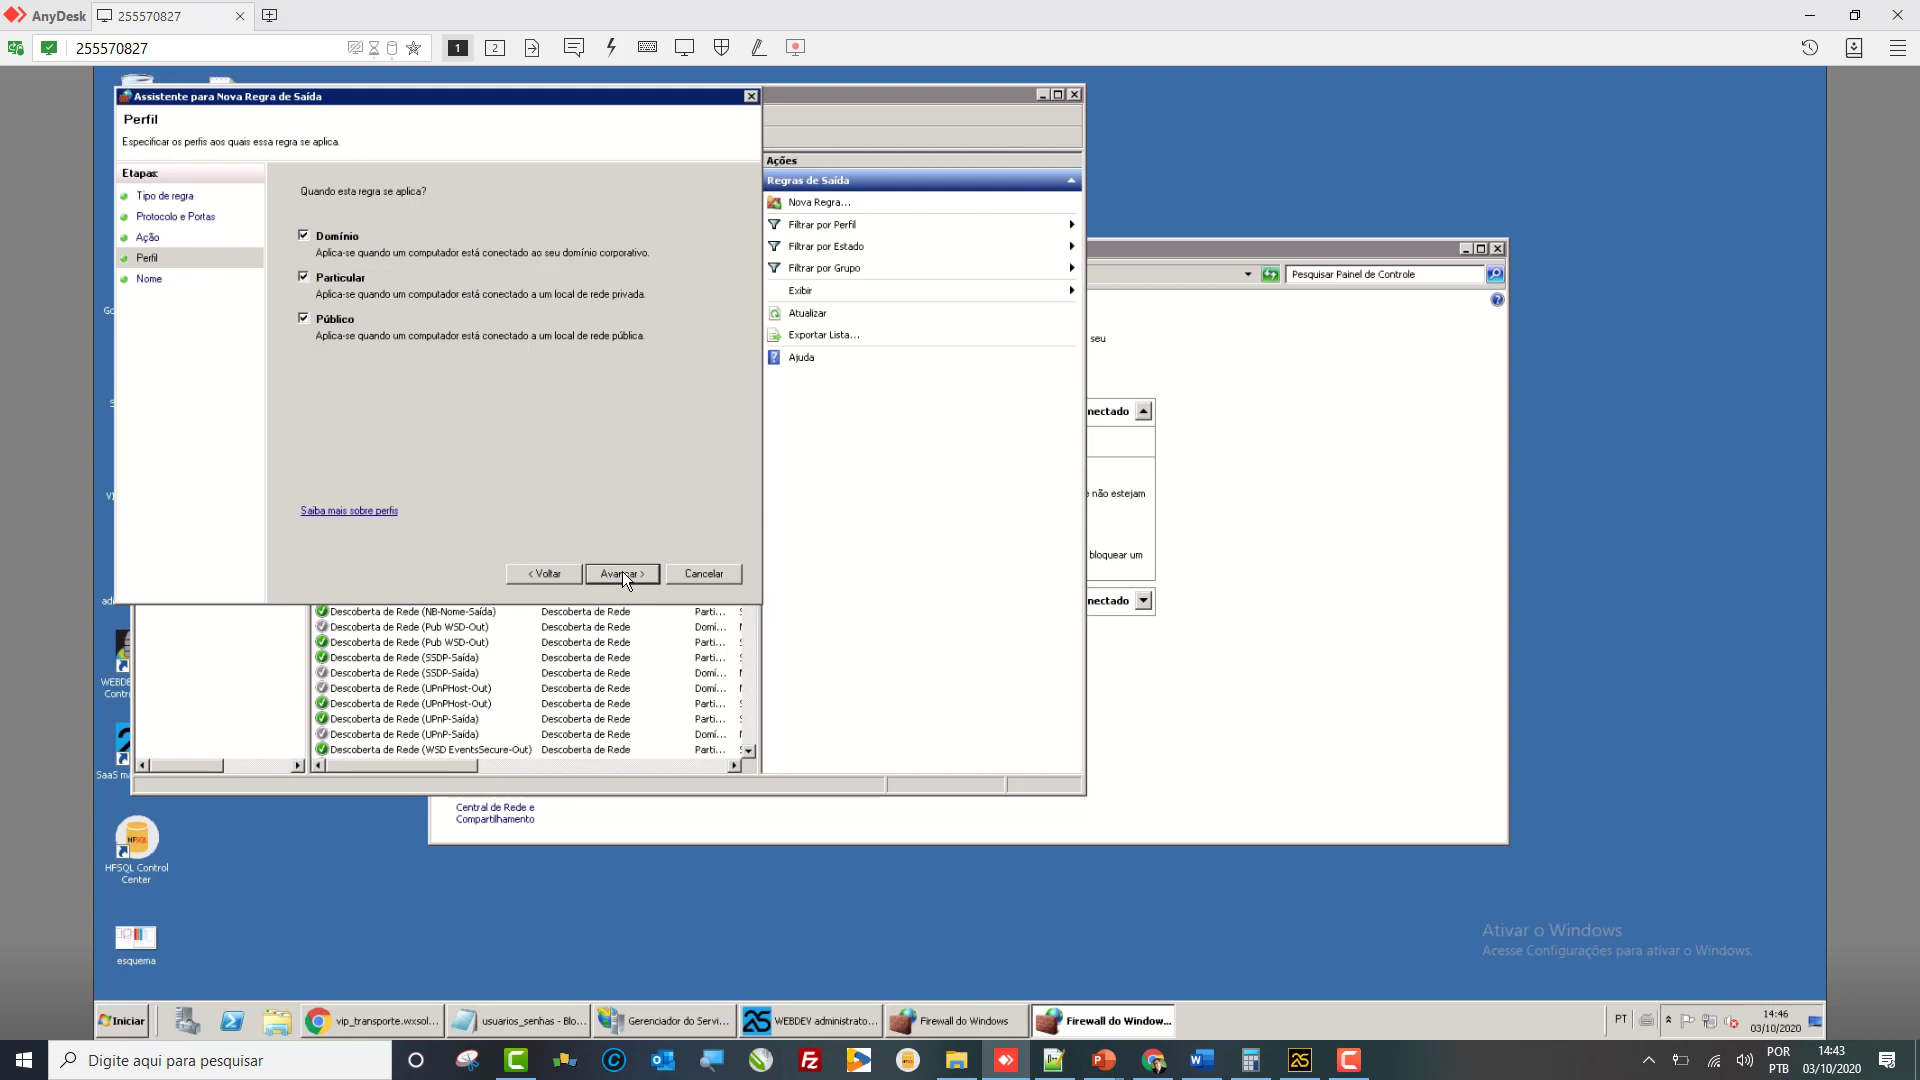 AnyDesk
255570827
255570827
1
2
Assistente para Nova Regra de Saída
Perfil
Especificar os perfis aos quais essa regra se aplica.
Etapas:
Tipo de regra
Protocolo e Portas
Ação
Perfil
Nome
Quando esta regra se aplica?
Domínio
Aplica-se quando um computador está conectado ao seu domínio corporativo.
Particular
Aplica-se quando um computador está conectado a um local de rede privada.
Público
Aplica-se quando um computador está conectado a um local de rede pública.
Saiba mais sobre perfis
< Voltar
Avançar >
Cancelar
Ações
Regras de Saída
Nova Regra...
Filtrar por Perfil
Filtrar por Estado
Filtrar por Grupo
Exibir
Atualizar
Exportar Lista...
Ajuda
Pesquisar Painel de Controle
seu
nectado
não estejam
bloquear um
nectado
Descoberta de Rede (NB-Nome-Saída) Descoberta de Rede Parti...
Descoberta de Rede (Pub WSD-Out) Descoberta de Rede Domí...
Descoberta de Rede (Pub WSD-Out) Descoberta de Rede Parti...
Descoberta de Rede (SSDP-Saída) Descoberta de Rede Parti...
Descoberta de Rede (SSDP-Saída) Descoberta de Rede Domí...
Descoberta de Rede (UPnPHost-Out) Descoberta de Rede Domí...
Descoberta de Rede (UPnPHost-Out) Descoberta de Rede Parti...
Descoberta de Rede (UPnP-Saída) Descoberta de Rede Parti...
Descoberta de Rede (UPnP-Saída) Descoberta de Rede Domí...
Descoberta de Rede (WSD EventsSecure-Out) Descoberta de Rede Parti...
Central de Rede e
Compartilhamento
WEBDE
Contr
SaaS m
HFSQL Control
Center
esquema
Ativar o Windows
Acesse Configurações para ativar o Windows.
Iniciar
vip_transporte.wxsol...
usuarios_senhas - Blo...
Gerenciador do Servi...
WEBDEV administrato...
Firewall do Windows
Firewall do Window...
PT
14:46
03/10/2020
Digite aqui para pesquisar
POR
PTB
14:43
03/10/2020